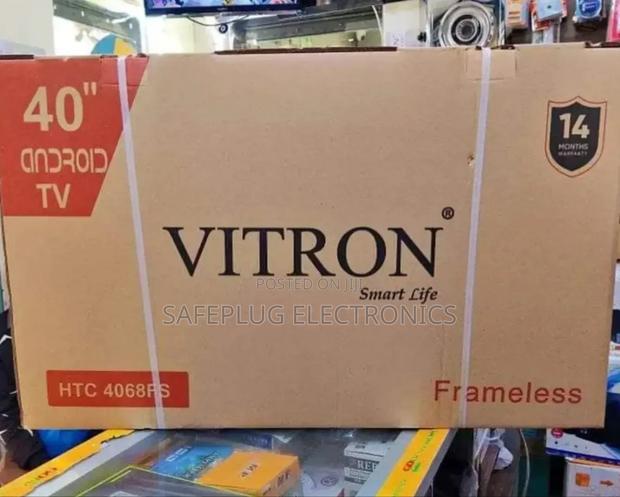 40"
ANDROID
TV
14
MONTHS
WARRANTY
VITRON®
Smart Life
POSTED ON JIJI
SAFEPLUG ELECTRONICS
HTC 4068FS
Frameless